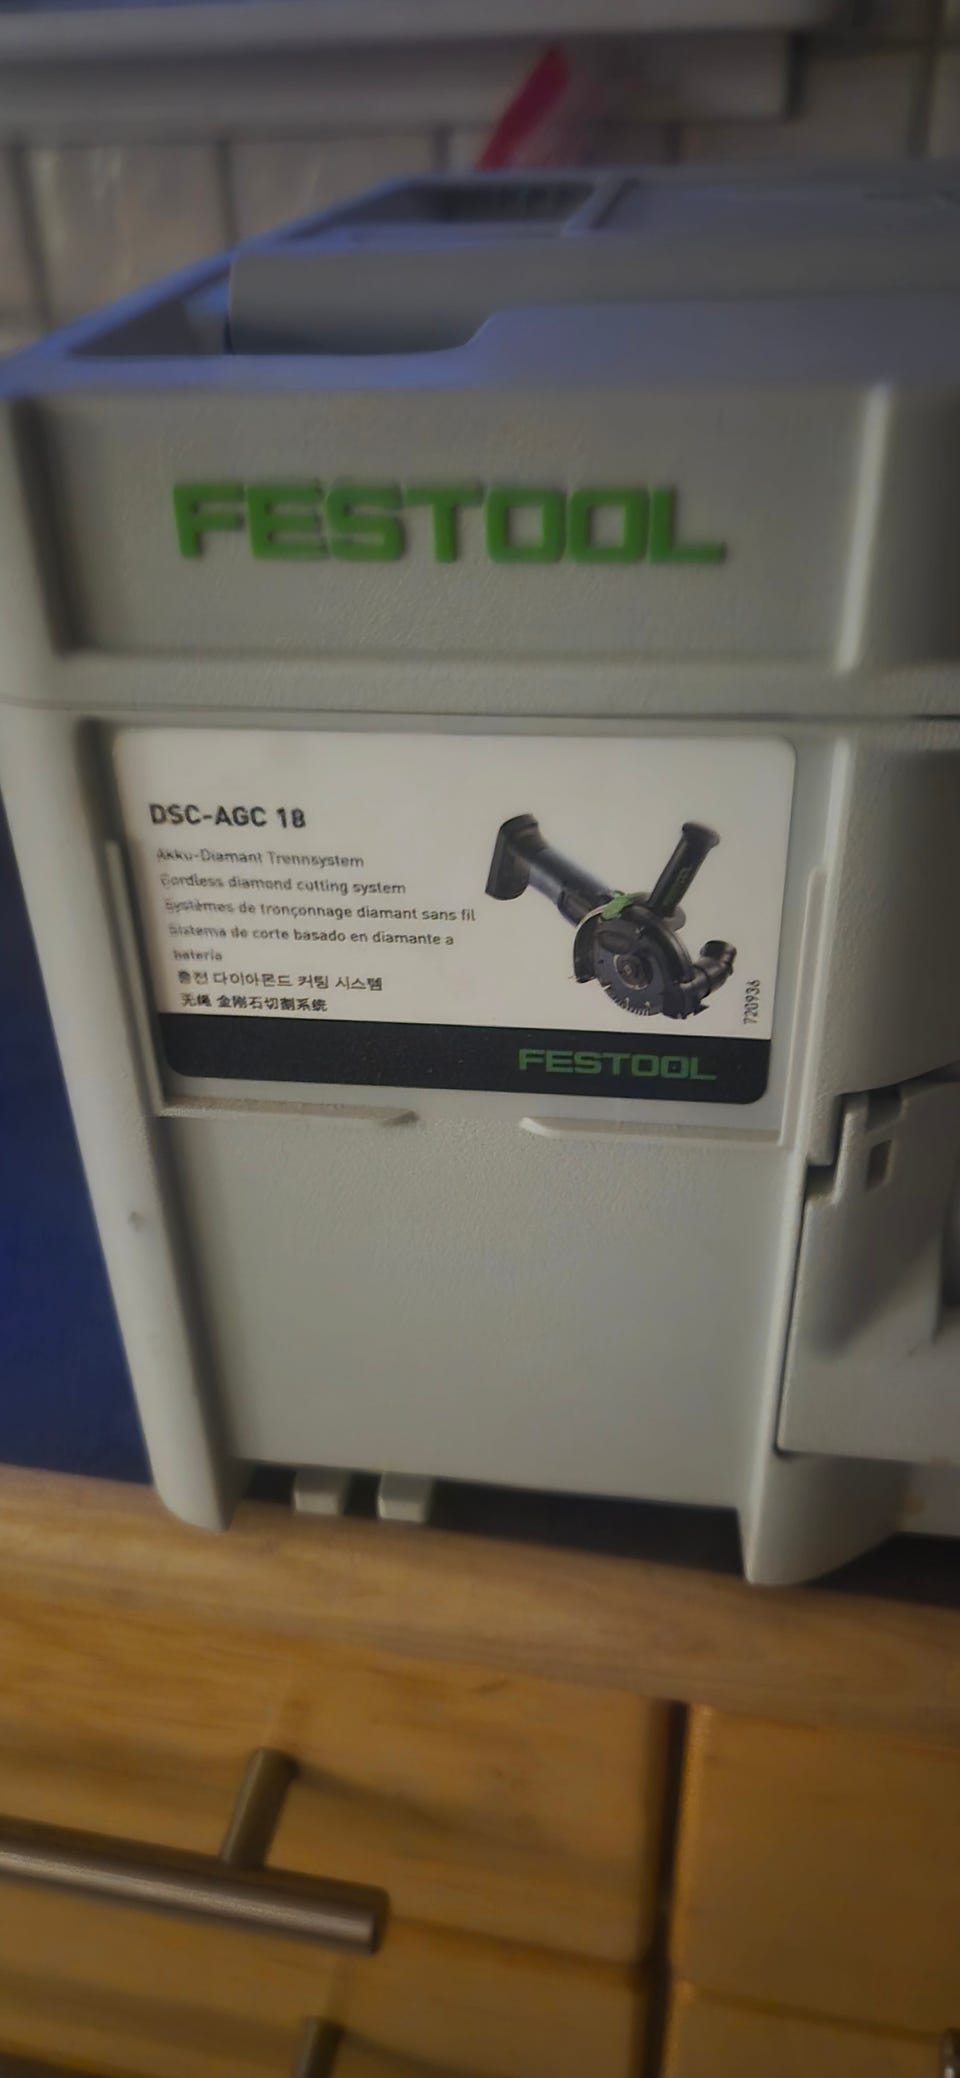 FESTOOL
DSC-AGC 18
Akku-Diamant Trennsystem
Cordless diamond cutting system
Systèmes de tronçonnage diamant sans fil
Sistema de corte basado en diamante a
batería
충전 다이아몬드 커팅 시스템
无绳 金刚石切割系统
720936
FESTOOL